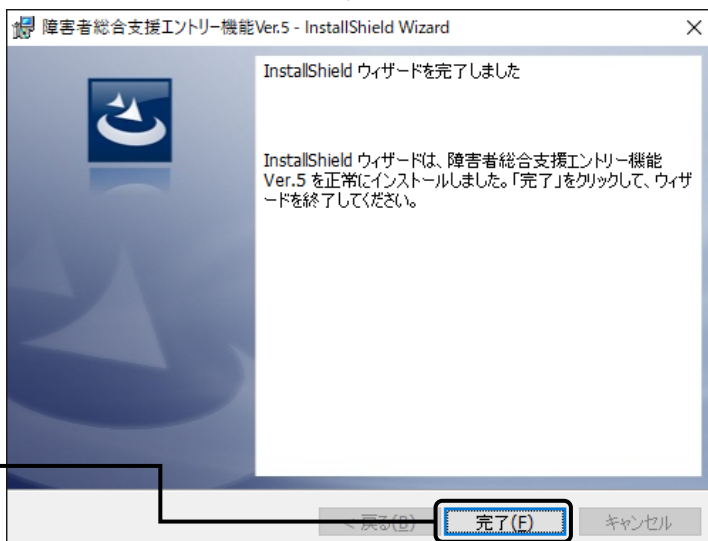 障害者総合支援エントリー機能Ver.5 - InstallShield Wizard
InstallShield ウィザードを完了しました
InstallShield ウィザードは、障害者総合支援エントリー機能
Ver.5 を正常にインストールしました。「完了」をクリックして、ウィザ
ードを終了してください。
< 戻る(B)
完了(F)
キャンセル